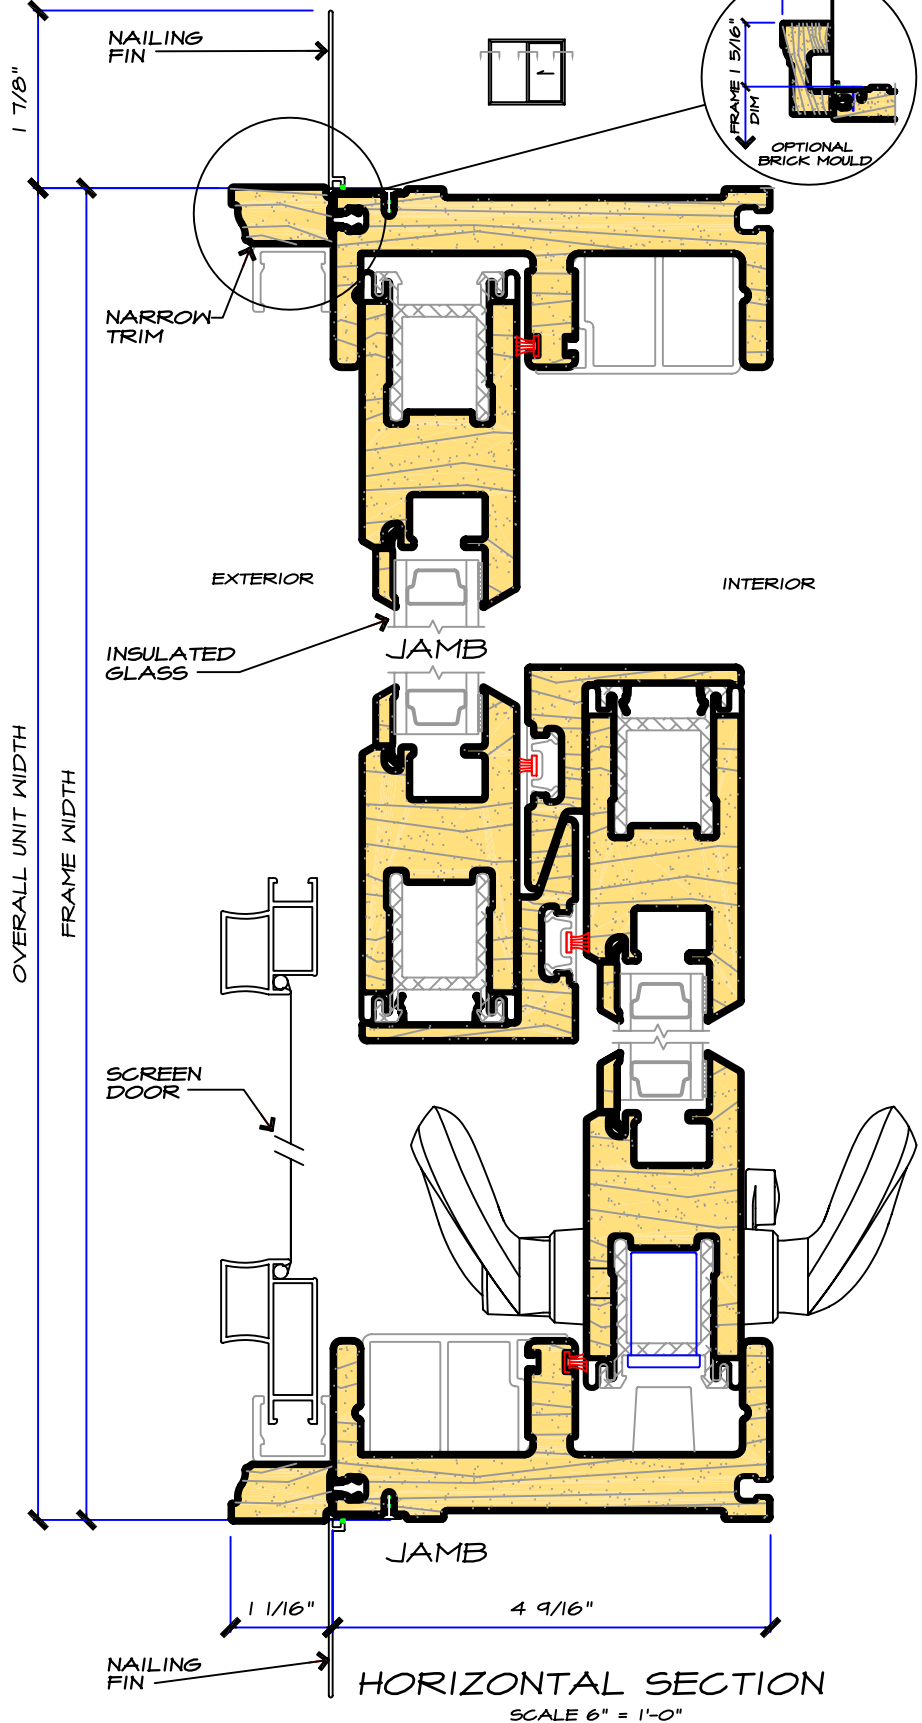 NAILING
FIN
1 7/8"
FRAME 1 5/16"
DIM
OPTIONAL
BRICK MOULD
NARROW
TRIM
EXTERIOR
INTERIOR
INSULATED
GLASS
JAMB
OVERALL UNIT WIDTH
FRAME WIDTH
SCREEN
DOOR
JAMB
1 1/16"
4 9/16"
NAILING
FIN
HORIZONTAL SECTION
SCALE 6" = 1'-0"